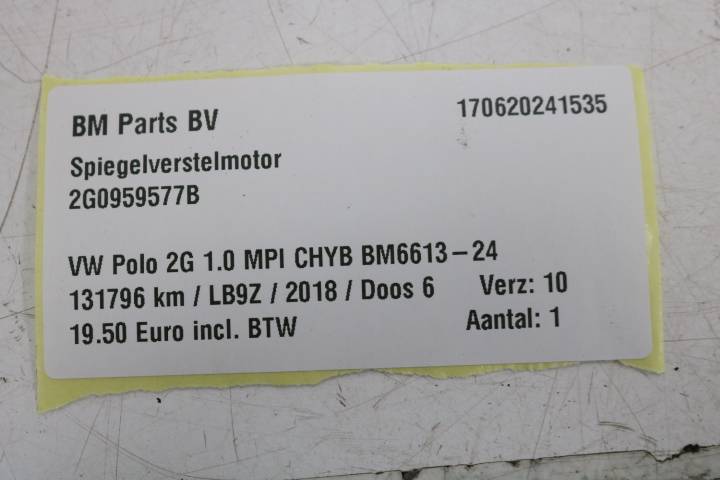 BM Parts BV 170620241535
Spiegelverstelmotor
2G0959577B
VW Polo 2G 1.0 MPI CHYB BM6613-24
131796 km / LB9Z / 2018 / Doos 6 Verz: 10
19.50 Euro incl. BTW Aantal: 1